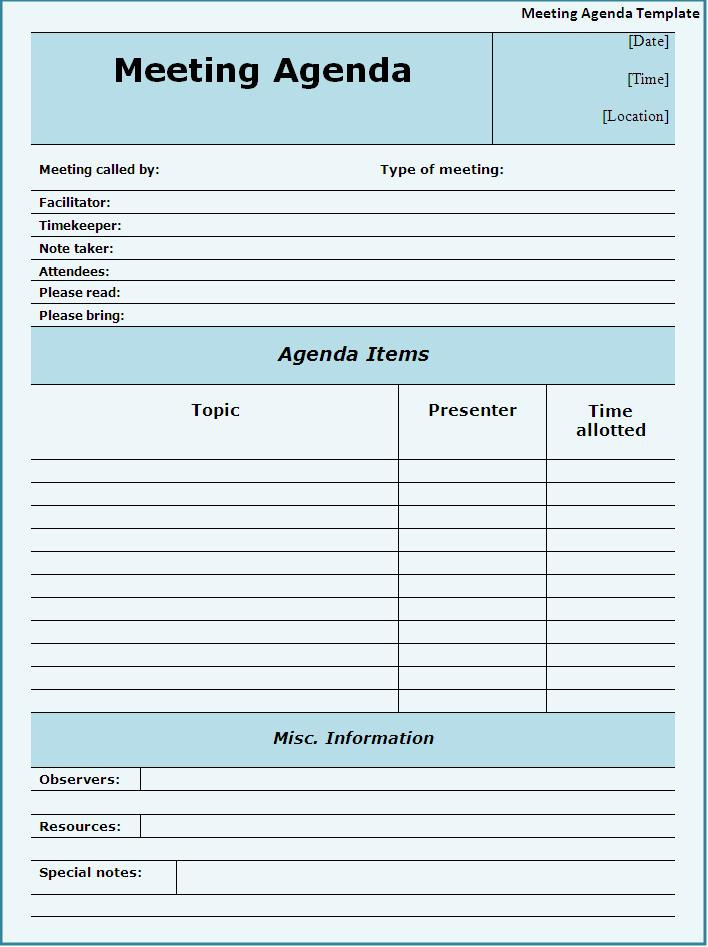 Meeting Agenda Template
Meeting Agenda
[Date]
[Time]
[Location]
Meeting called by: Type of meeting:
Facilitator:
Timekeeper:
Note taker:
Attendees:
Please read:
Please bring:
Agenda Items
Topic Presenter Time
allotted
Misc. Information
Observers:
Resources:
Special notes: